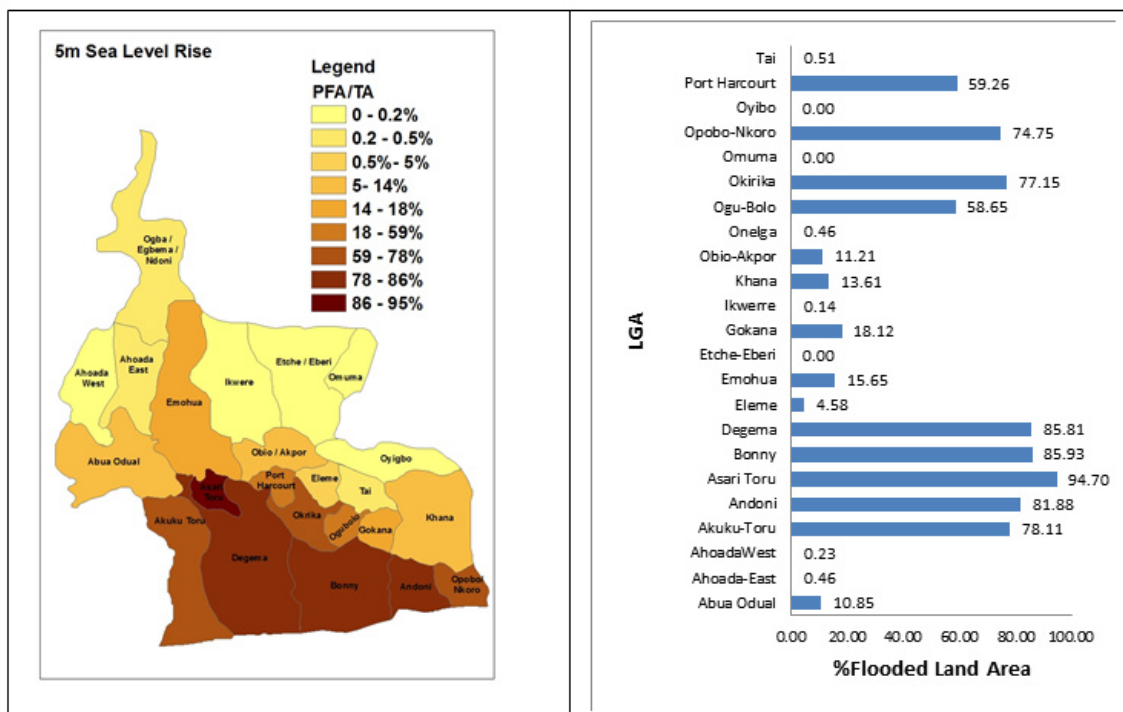 5m Sea Level Rise
Legend
PFA/TA
0 - 0.2%
0.2 - 0.5%
0.5%- 5%
5- 14%
14 - 18%
18 - 59%
59 - 78%
78 - 86%
86 - 95%
Ogba /
Egbema /
Ndoni
Ahoada
West
Ahoada
East
Emohua
Ikwere
Etche / Eberi
Omuma
Abua Odual
Obio / Akpor
Oyigbo
Asari
Toru
Port
Harcourt
Eleme
Tai
Khana
Akuku Toru
Okrika
Ogubolo
Gokana
Degema
Bonny
Andoni
Opobo/
Nkoro
LGA
Tai 0.51
Port Harcourt 59.26
Oyibo 0.00
Opobo-Nkoro 74.75
Omuma 0.00
Okirika 77.15
Ogu-Bolo 58.65
Onelga 0.46
Obio-Akpor 11.21
Khana 13.61
Ikwerre 0.14
Gokana 18.12
Etche-Eberi 0.00
Emohua 15.65
Eleme 4.58
Degema 85.81
Bonny 85.93
Asari Toru 94.70
Andoni 81.88
Akuku-Toru 78.11
AhoadaWest 0.23
Ahoada-East 0.46
Abua Odual 10.85
0.00 20.00 40.00 60.00 80.00 100.00
%Flooded Land Area